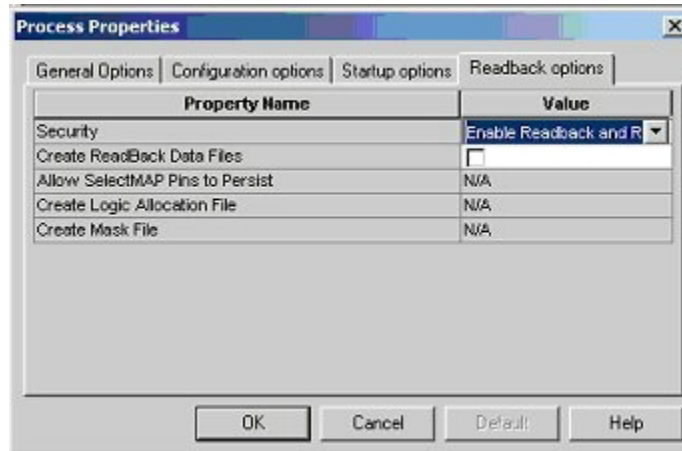 Process Properties
General Options Configuration options Startup options Readback options
Property Name Value
Security Enable Readback and R
Create ReadBack Data Files
Allow SelectMAP Pins to Persist N/A
Create Logic Allocation File N/A
Create Mask File N/A
OK Cancel Default Help